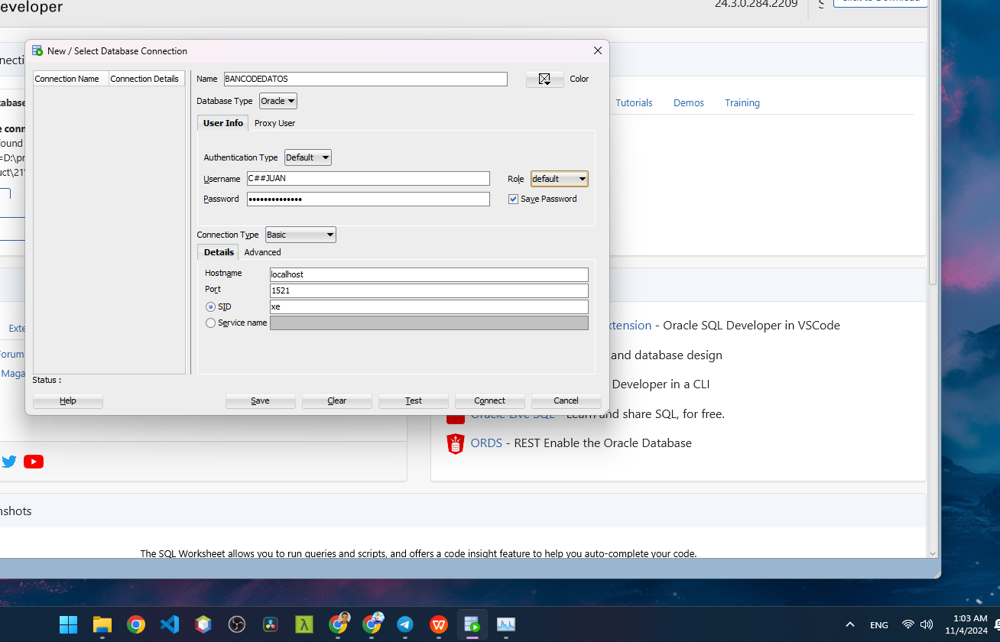 eveloper
24.3.0.284.2209
New / Select Database Connection
Connection Name
Connection Details
Name
BANCODEDATOS
Color
Database Type
Oracle
User Info
Proxy User
Tutorials
Demos
Training
Authentication Type
Default
Username
C##JUAN
Role
default
Password
••••••••••••••
Save Password
Connection Type
Basic
Details
Advanced
Hostname
localhost
Port
1521
SID
xe
Service name
Status :
Help
Save
Clear
Test
Connect
Cancel
necti
tabase
e conn
found
=D:\pr
uct\21\
Exte
Forum
Maga
xtension - Oracle SQL Developer in VSCode
and database design
Developer in a CLI
Oracle Live SQL - Learn and share SQL, for free.
ORDS - REST Enable the Oracle Database
nshots
The SQL Worksheet allows you to run queries and scripts, and offers a code insight feature to help you auto-complete your code.
ENG
1:03 AM
11/4/2024